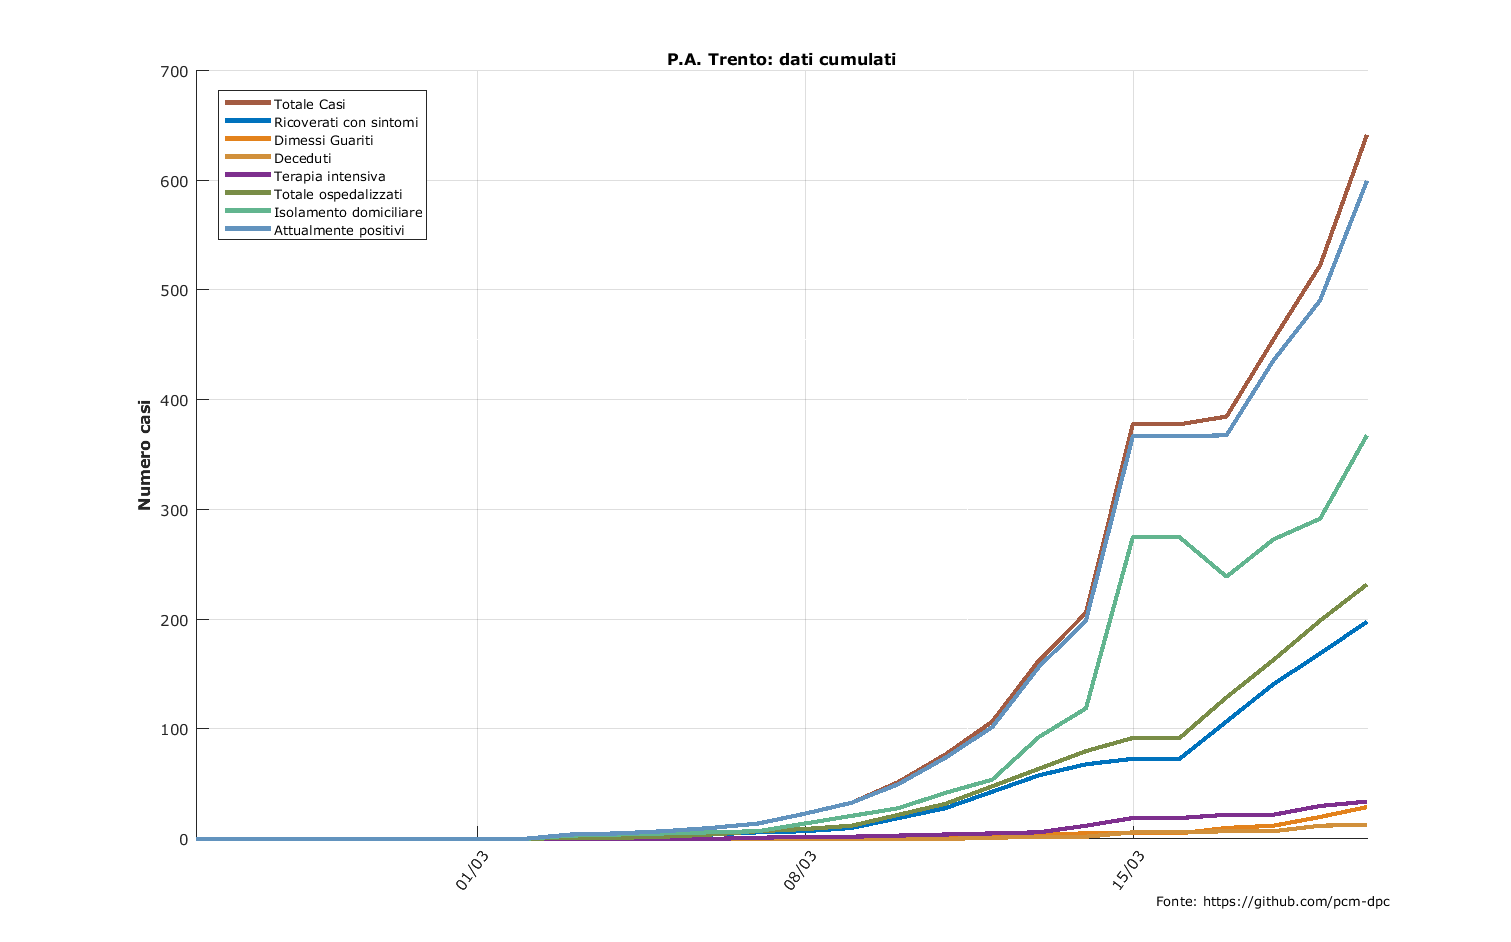 P.A. Trento: dati cumulati
700
600
500
400
300
200
100
0
Numero casi
Totale Casi
Ricoverati con sintomi
Dimessi Guariti
Deceduti
Terapia intensiva
Totale ospedalizzati
Isolamento domiciliare
Attualmente positivi
01/03
08/03
15/03
Fonte: https://github.com/pcm-dpc